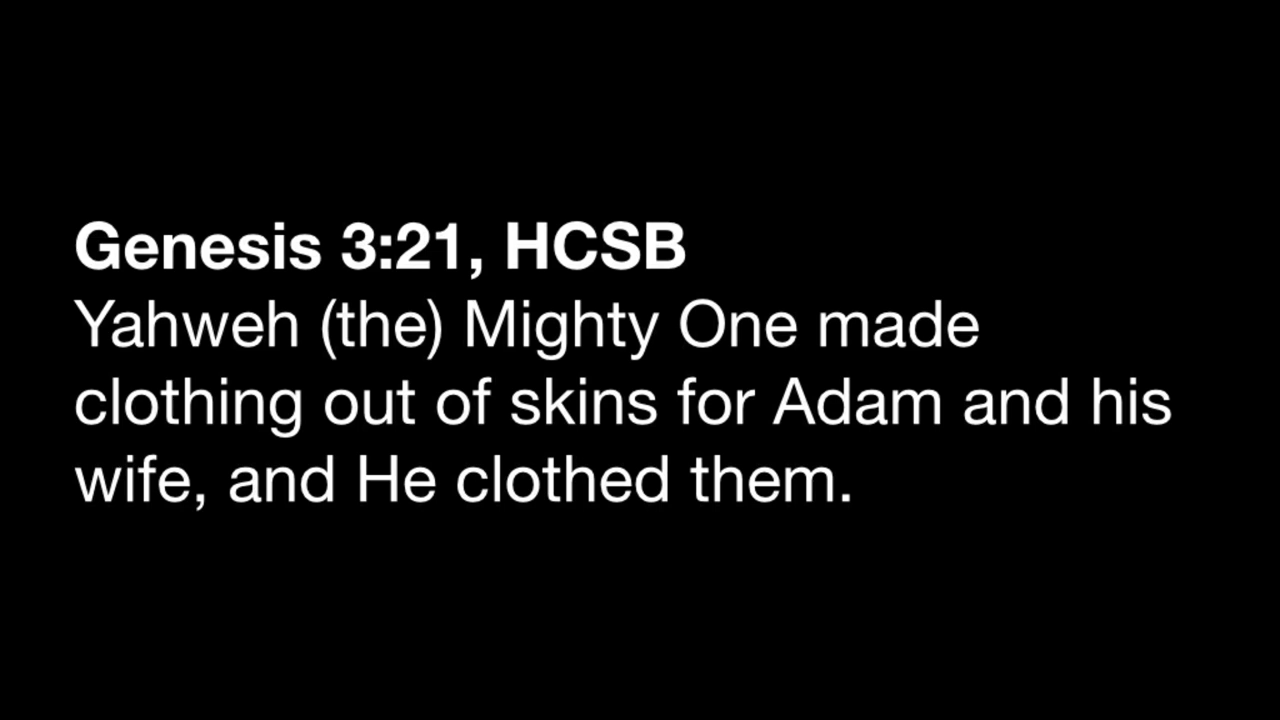 Genesis 3:21, HCSB
Yahweh (the) Mighty One made
clothing out of skins for Adam and his
wife, and He clothed them.